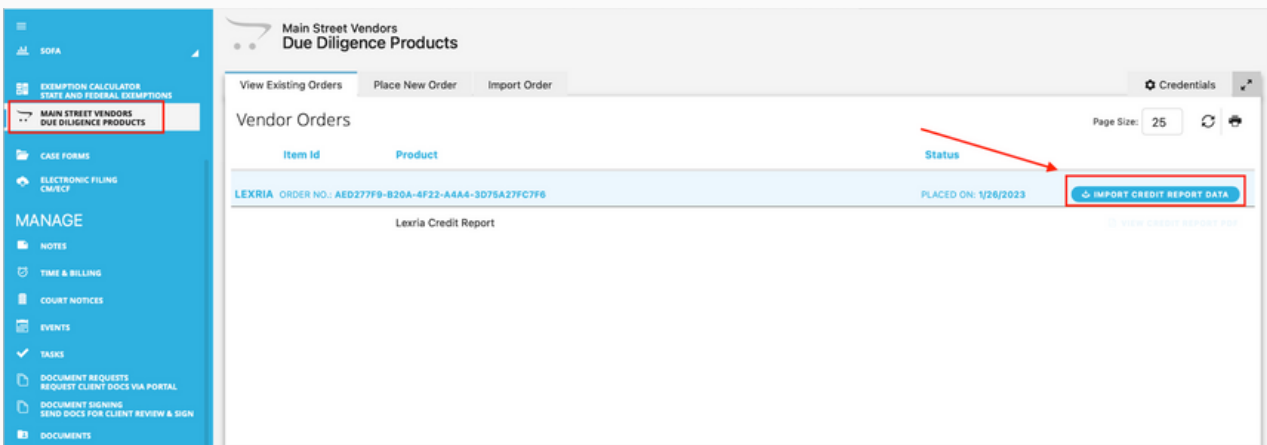 SOFA
EXEMPTION CALCULATOR
STATE AND FEDERAL EXEMPTIONS
MAIN STREET VENDORS
DUE DILIGENCE PRODUCTS
CASE FORMS
ELECTRONIC FILING
CM/ECF
MANAGE
NOTES
TIME & BILLING
COURT NOTICES
EVENTS
TASKS
DOCUMENT REQUESTS
REQUEST CLIENT DOCS VIA PORTAL
DOCUMENT SIGNING
SEND DOCS FOR CLIENT REVIEW & SIGN
DOCUMENTS
Main Street Vendors
Due Diligence Products
View Existing Orders Place New Order Import Order Credentials
Vendor Orders Page Size: 25
Item Id Product Status
LEXRIA ORDER NO.: AED277F9-B20A-4F22-A4A4-3D75A27FC7F6 PLACED ON: 1/26/2023 IMPORT CREDIT REPORT DATA
Lexria Credit Report VIEW CREDIT REPORT PDF